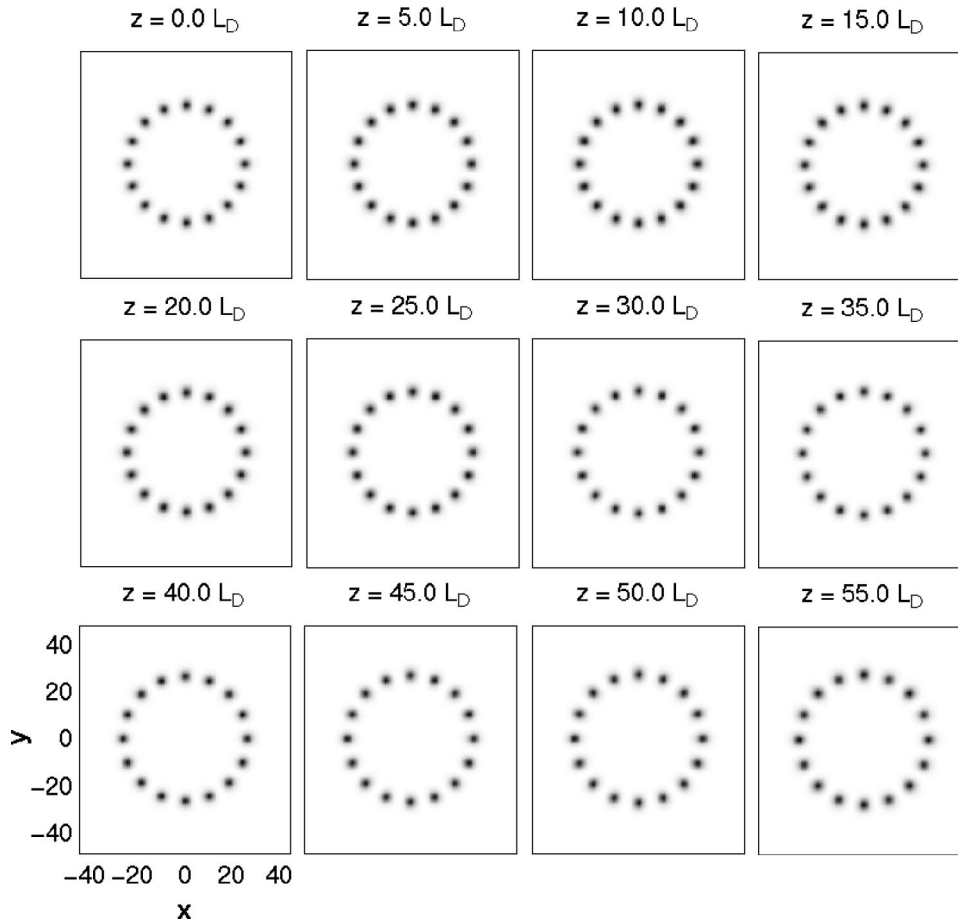 z = 0.0 L_D z = 5.0 L_D z = 10.0 L_D z = 15.0 L_D
z = 20.0 L_D z = 25.0 L_D z = 30.0 L_D z = 35.0 L_D
z = 40.0 L_D z = 45.0 L_D z = 50.0 L_D z = 55.0 L_D
40
20
y 0
−20
−40
−40 −20 0 20 40
x